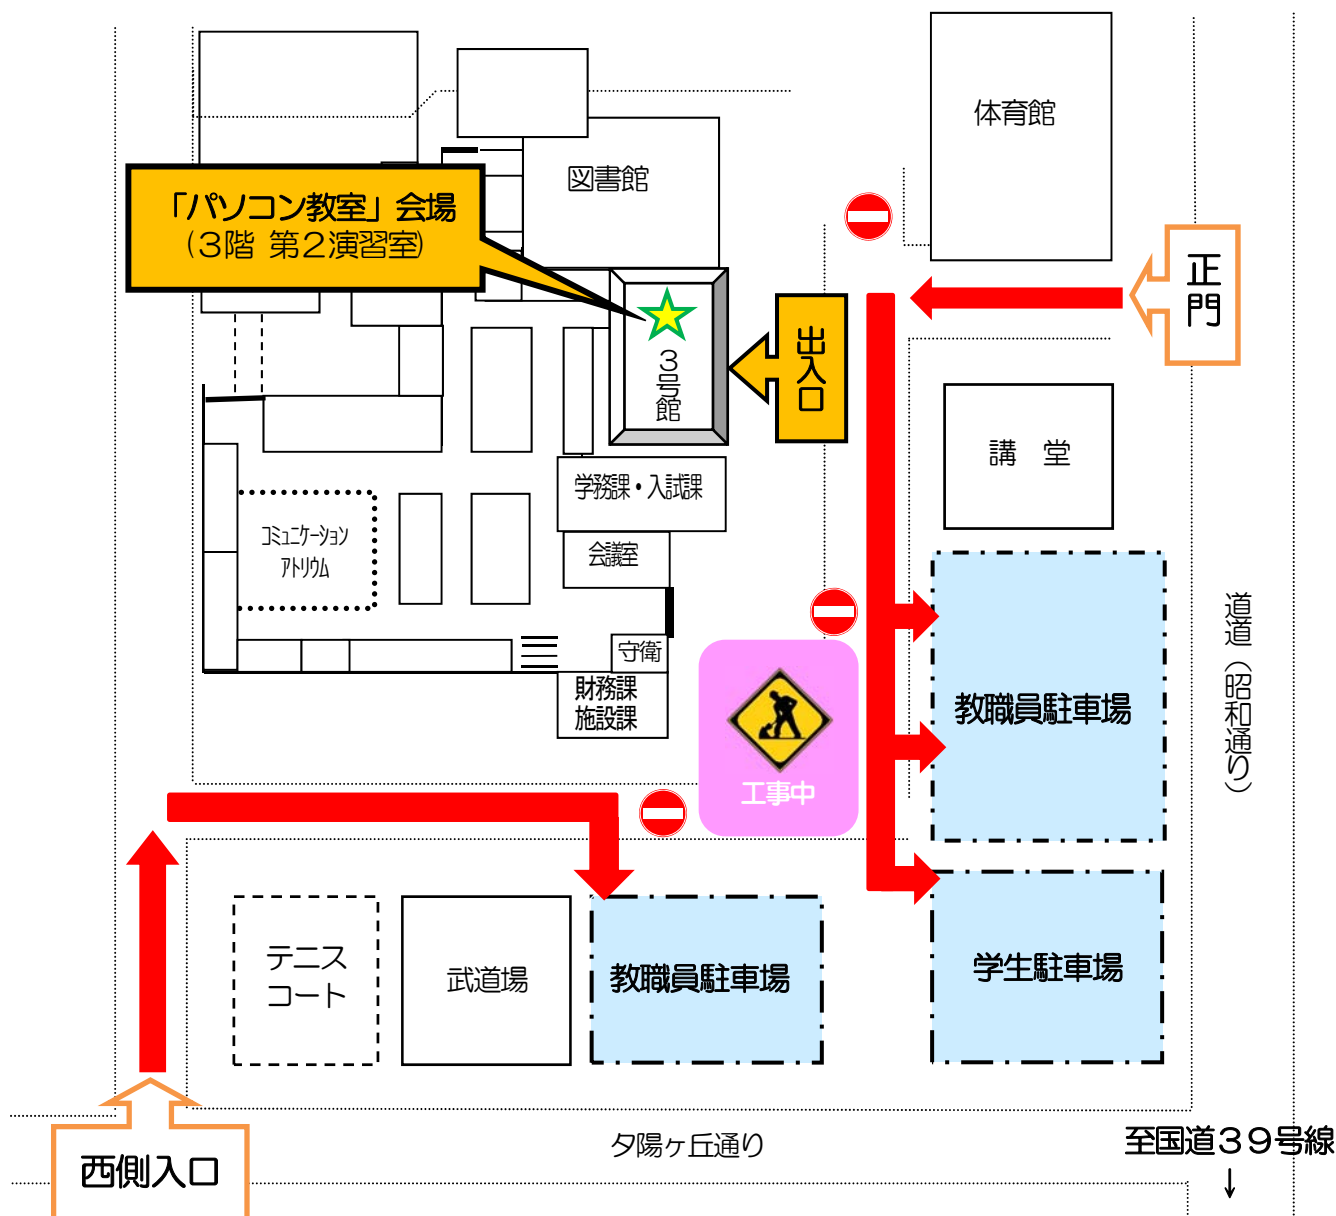 体育館
図書館
「パソコン教室」会場
（3階 第2演習室）
正門
出入口
3号館
講 堂
学務課・入試課
コミュニケーション
アトリウム
会議室
守衛
財務課
施設課
道道（昭和通り）
教職員駐車場
工事中
テニス
コート
武道場
教職員駐車場
学生駐車場
夕陽ヶ丘通り
至国道39号線
↓
西側入口